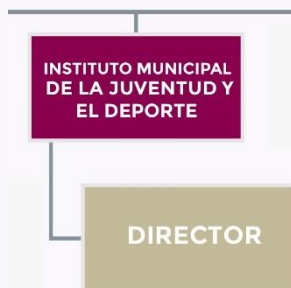 INSTITUTO MUNICIPAL
DE LA JUVENTUD Y
EL DEPORTE
DIRECTOR